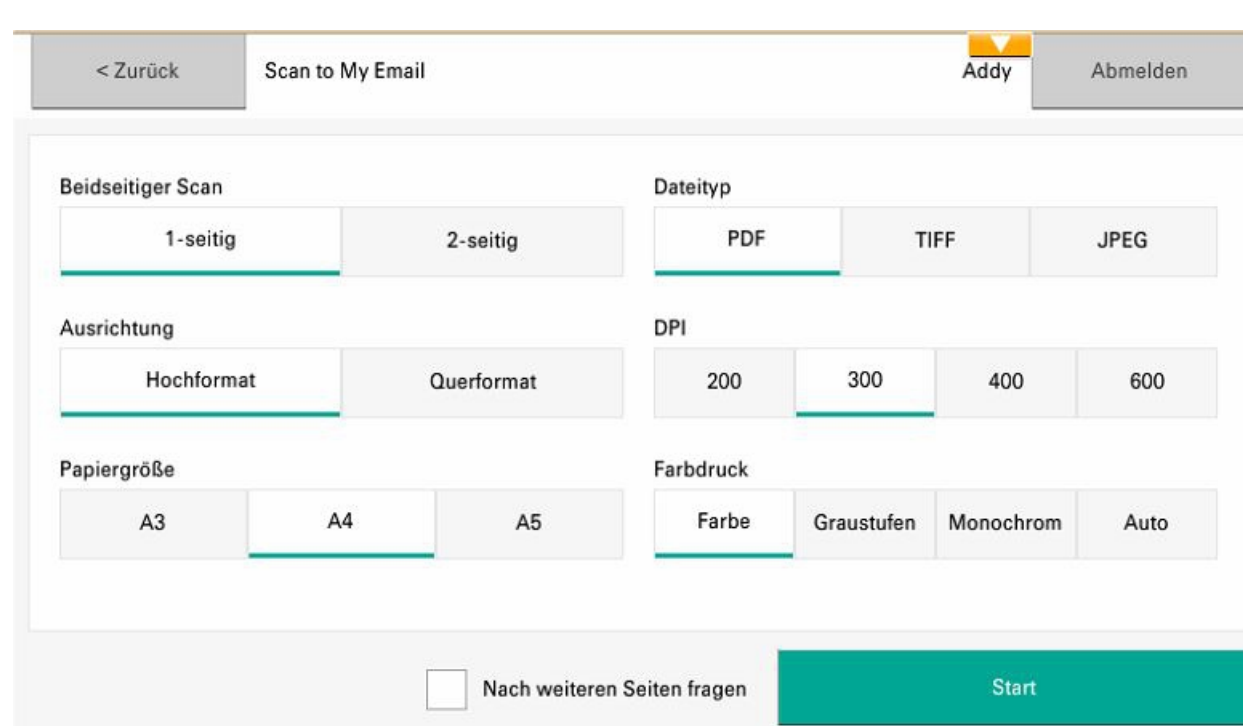 < Zurück
Scan to My Email
Addy
Abmelden
Beidseitiger Scan
1-seitig
2-seitig
Dateityp
PDF
TIFF
JPEG
Ausrichtung
Hochformat
Querformat
DPI
200
300
400
600
Papiergröße
A3
A4
A5
Farbdruck
Farbe
Graustufen
Monochrom
Auto
Nach weiteren Seiten fragen
Start